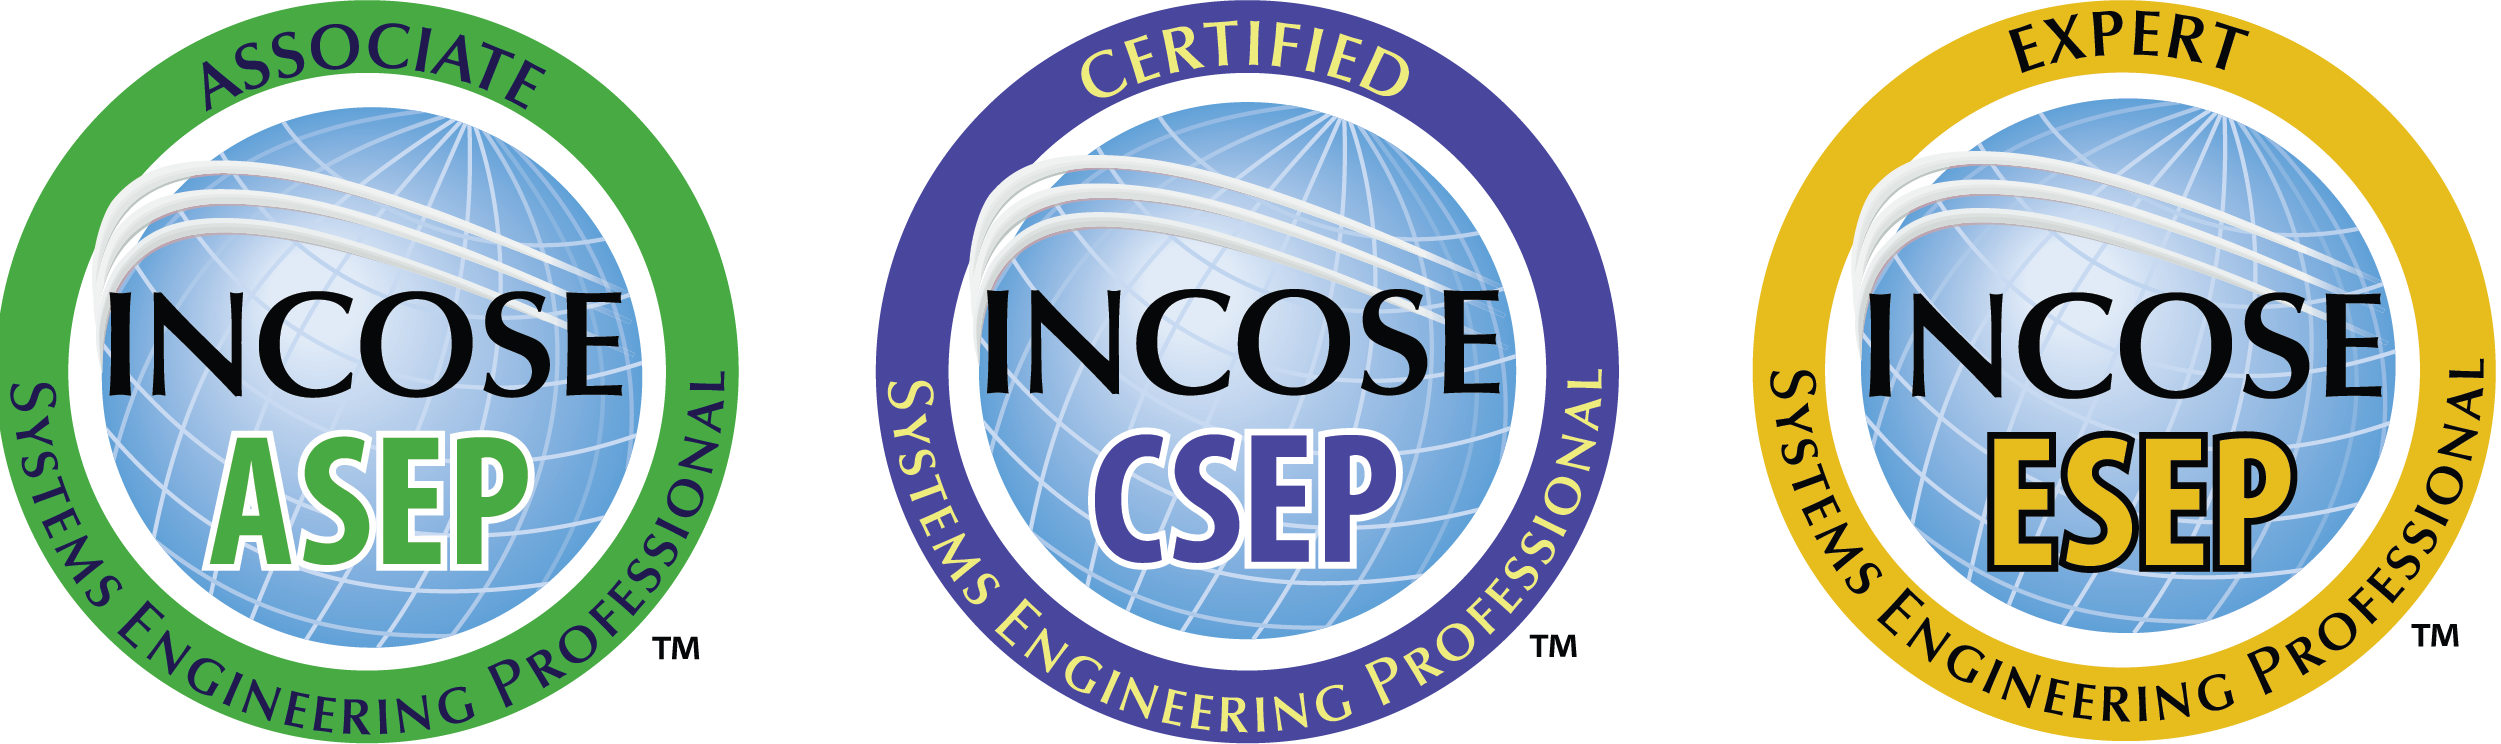 ASSOCIATE
INCOSE
ASEP
SYSTEMS ENGINEERING PROFESSIONAL
TM
CERTIFIED
INCOSE
CSEP
SYSTEMS ENGINEERING PROFESSIONAL
TM
EXPERT
INCOSE
ESEP
SYSTEMS ENGINEERING PROFESSIONAL
TM